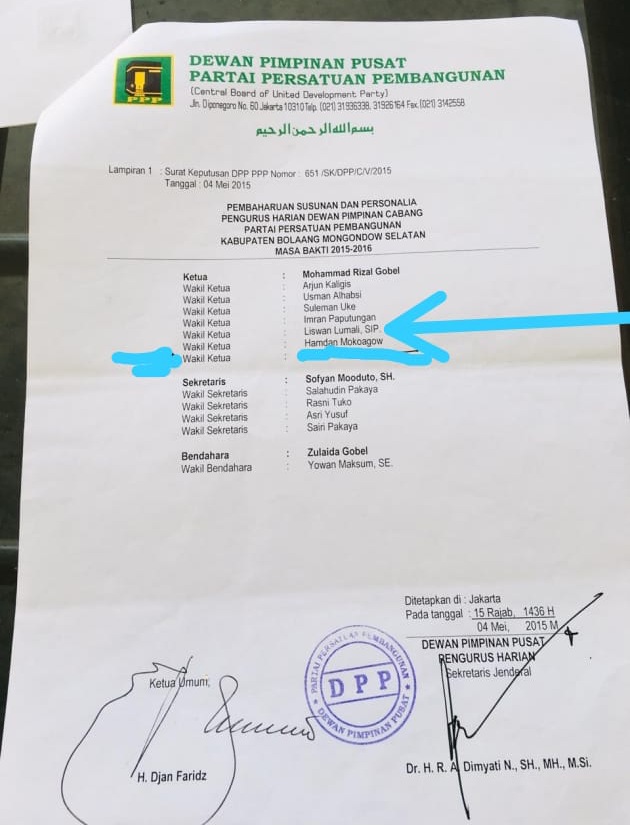 PPP
DEWAN PIMPINAN PUSAT
PARTAI PERSATUAN PEMBANGUNAN
(Central Board of United Development Party)
Jln. Diponegoro No. 60 Jakarta 10310 Telp. (021) 31936338, 31926164 Fax. (021) 3142558
بسم الله الرحمن الرحيم
Lampiran 1 : Surat Keputusan DPP PPP Nomor : 651 /SK/DPP/C/V/2015
Tanggal : 04 Mei 2015
PEMBAHARUAN SUSUNAN DAN PERSONALIA
PENGURUS HARIAN DEWAN PIMPINAN CABANG
PARTAI PERSATUAN PEMBANGUNAN
KABUPATEN BOLAANG MONGONDOW SELATAN
MASA BAKTI 2015-2016
Ketua : Mohammad Rizal Gobel
Wakil Ketua : Arjun Kaligis
Wakil Ketua : Usman Alhabsi
Wakil Ketua : Suleman Uke
Wakil Ketua : Imran Paputungan
Wakil Ketua : Liswan Lumali, SIP.
Wakil Ketua : Hamdan Mokoagow
Wakil Ketua :
Sekretaris : Sofyan Mooduto, SH.
Wakil Sekretaris : Salahudin Pakaya
Wakil Sekretaris : Rasni Tuko
Wakil Sekretaris : Asri Yusuf
Wakil Sekretaris : Sairi Pakaya
Bendahara : Zulaida Gobel
Wakil Bendahara : Yowan Maksum, SE.
Ditetapkan di : Jakarta
Pada tanggal : 15 Rajab, 1436 H
04 Mei, 2015 M
DEWAN PIMPINAN PUSAT
PENGURUS HARIAN
Sekretaris Jenderal
Ketua Umum,
PARTAI PERSATUAN PEMBANGUNAN
DPP
DEWAN PIMPINAN PUSAT
H. Djan Faridz
Dr. H. R. A. Dimyati N., SH., MH., M.Si.